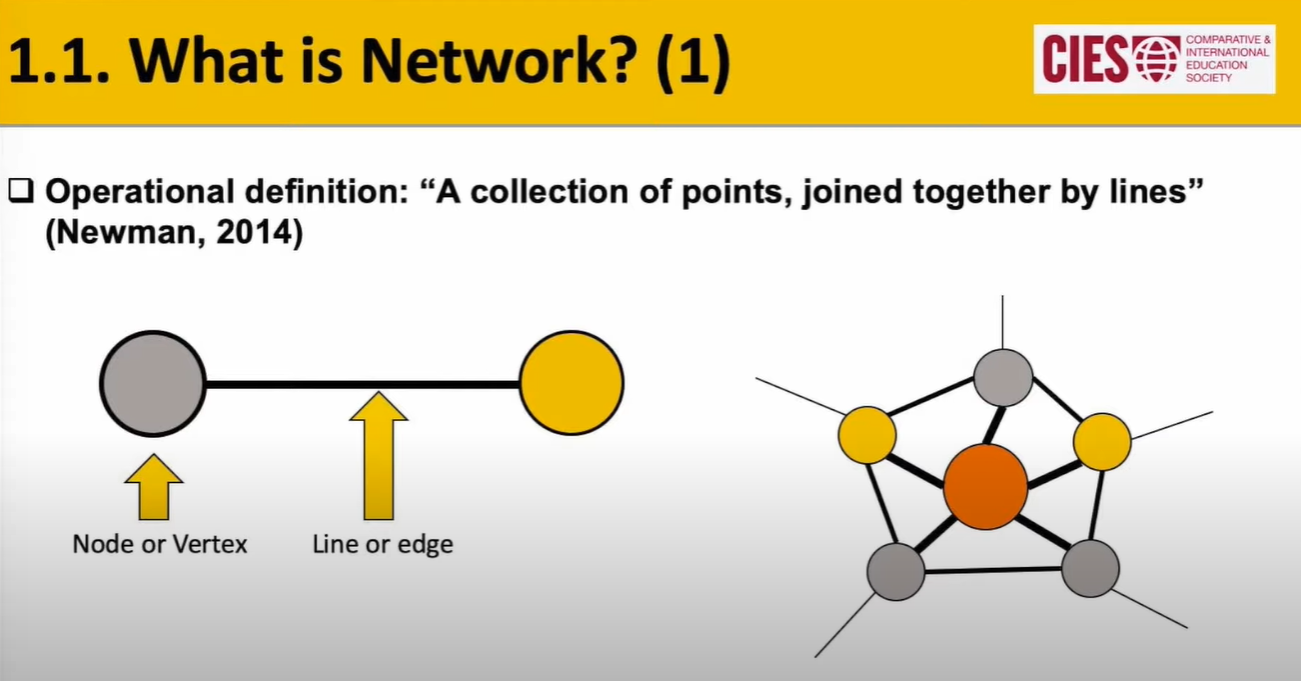 1.1. What is Network? (1)
CIES
COMPARATIVE &
INTERNATIONAL
EDUCATION
SOCIETY
❑ Operational definition: “A collection of points, joined together by lines”
(Newman, 2014)
Node or Vertex
Line or edge